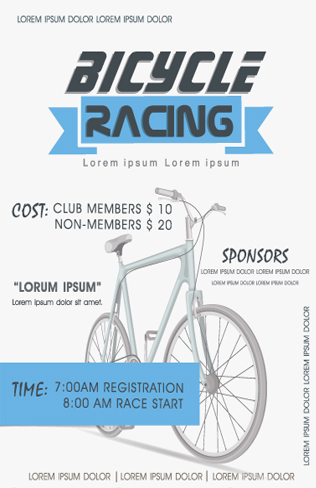 LOREM IPSUM DOLOR LOREM IPSUM DOLOR
BICYCLE
RACING
Lorem ipsum Lorem ipsum
COST: CLUB MEMBERS $ 10
NON-MEMBERS $ 20
SPONSORS
LOREM IPSUM DOLOR LOREM IPSUM DOLOR
LOREM IPSUM DOLOR LOREM IPSUM DOLOR
"LORUM IPSUM"
Lorem ipsum dolor sit amet.
LOREM IPSUM DOLOR LOREM IPSUM DOLOR
TIME: 7:00AM REGISTRATION
8:00 AM RACE START
LOREM IPSUM DOLOR | LOREM IPSUM DOLOR | LOREM IPSUM DOLOR